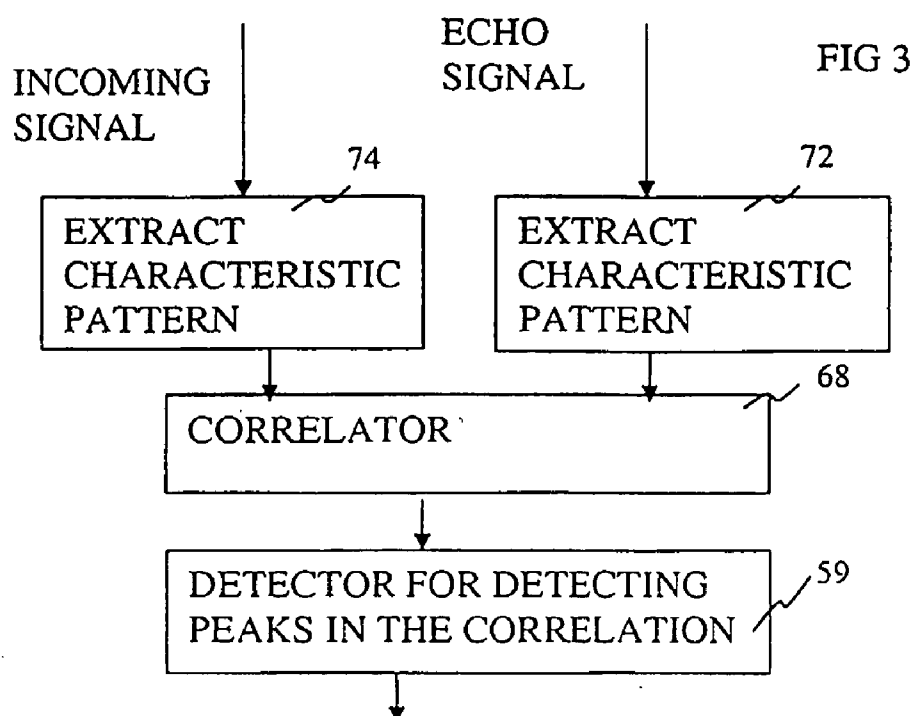 INCOMING
SIGNAL
ECHO
SIGNAL
FIG 3
74
EXTRACT
CHARACTERISTIC
PATTERN
72
EXTRACT
CHARACTERISTIC
PATTERN
68
CORRELATOR
59
DETECTOR FOR DETECTING
PEAKS IN THE CORRELATION